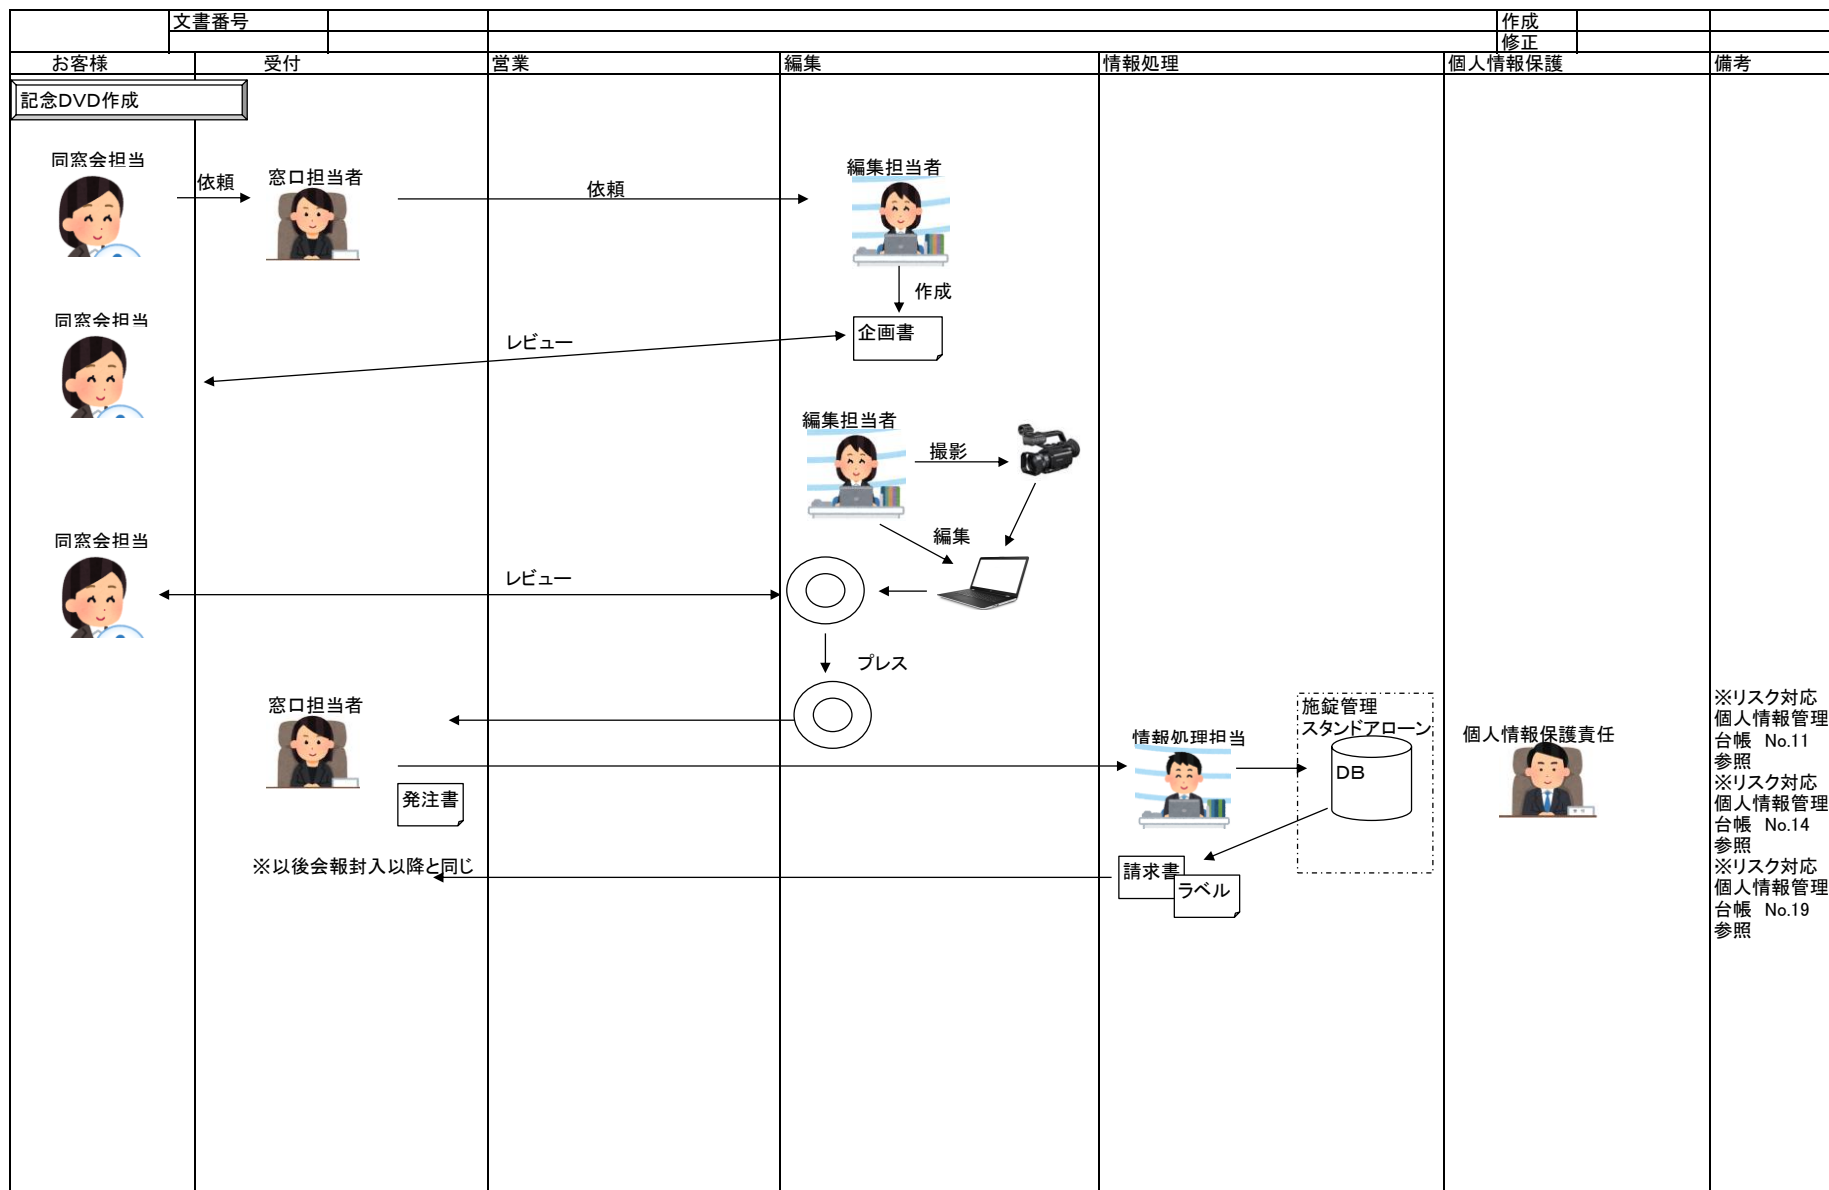 文書番号
作成
修正
お客様
受付
営業
編集
情報処理
個人情報保護
備考
記念DVD作成
同窓会担当
依頼
窓口担当者
依頼
編集担当者
作成
企画書
同窓会担当
レビュー
編集担当者
撮影
編集
同窓会担当
レビュー
プレス
窓口担当者
発注書
情報処理担当
施錠管理
スタンドアローン
DB
個人情報保護責任
※リスク対応
個人情報管理
台帳 No.11
参照
※リスク対応
個人情報管理
台帳 No.14
参照
※リスク対応
個人情報管理
台帳 No.19
参照
※以後会報封入以降と同じ
請求書
ラベル